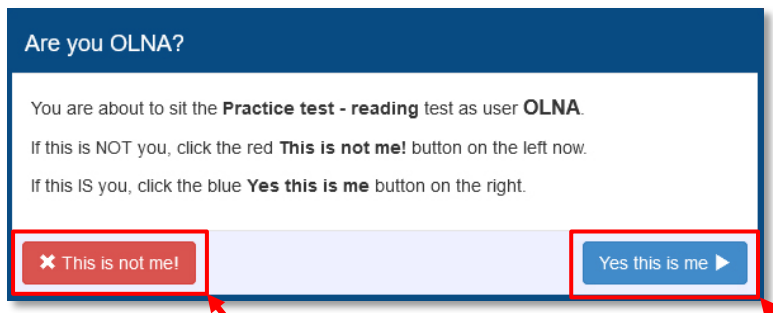 Are you OLNA?
You are about to sit the Practice test - reading test as user OLNA.
If this is NOT you, click the red This is not me! button on the left now.
If this IS you, click the blue Yes this is me button on the right.
This is not me!
Yes this is me